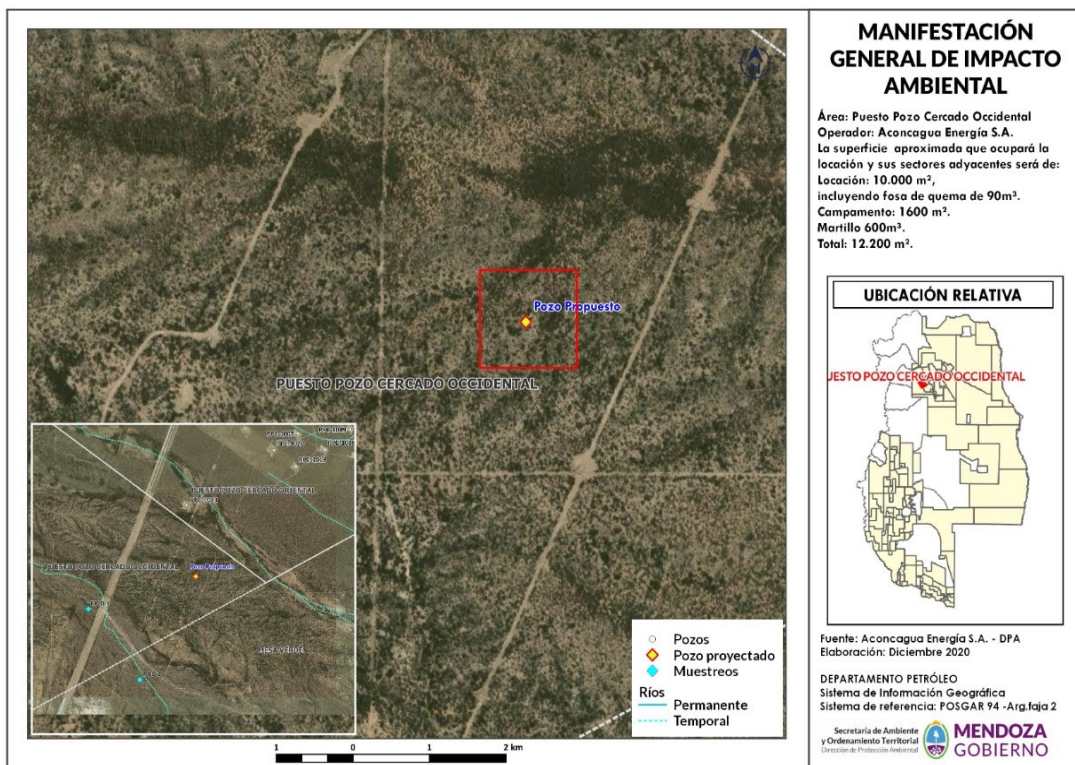 MANIFESTACIÓN
GENERAL DE IMPACTO
AMBIENTAL
Área: Puesto Pozo Cercado Occidental
Operador: Aconcagua Energía S.A.
La superficie aproximada que ocupará la
locación y sus sectores adyacentes será de:
Locación: 10.000 m²,
incluyendo fosa de quema de 90m³.
Campamento: 1600 m².
Martillo 600m³.
Total: 12.200 m².
UBICACIÓN RELATIVA
UESTO POZO CERCADO OCCIDENTAL
Fuente: Aconcagua Energía S.A. - DPA
Elaboración: Diciembre 2020
DEPARTAMENTO PETRÓLEO
Sistema de Información Geográfica
Sistema de referencia: POSGAR 94 -Arg.faja 2
Secretaría de Ambiente
y Ordenamiento Territorial
Dirección de Protección Ambiental
MENDOZA
GOBIERNO
Pozo Propuesto
PUESTO POZO CERCADO OCCIDENTAL
PUESTO POZO CERCADO ORIENTAL
PUESTO POZO CERCADO OCCIDENTAL
Pozo Propuesto
MESA VERDE
Pozos
Pozo proyectado
Muestreos
Ríos
Permanente
Temporal
1 0 1 2 km